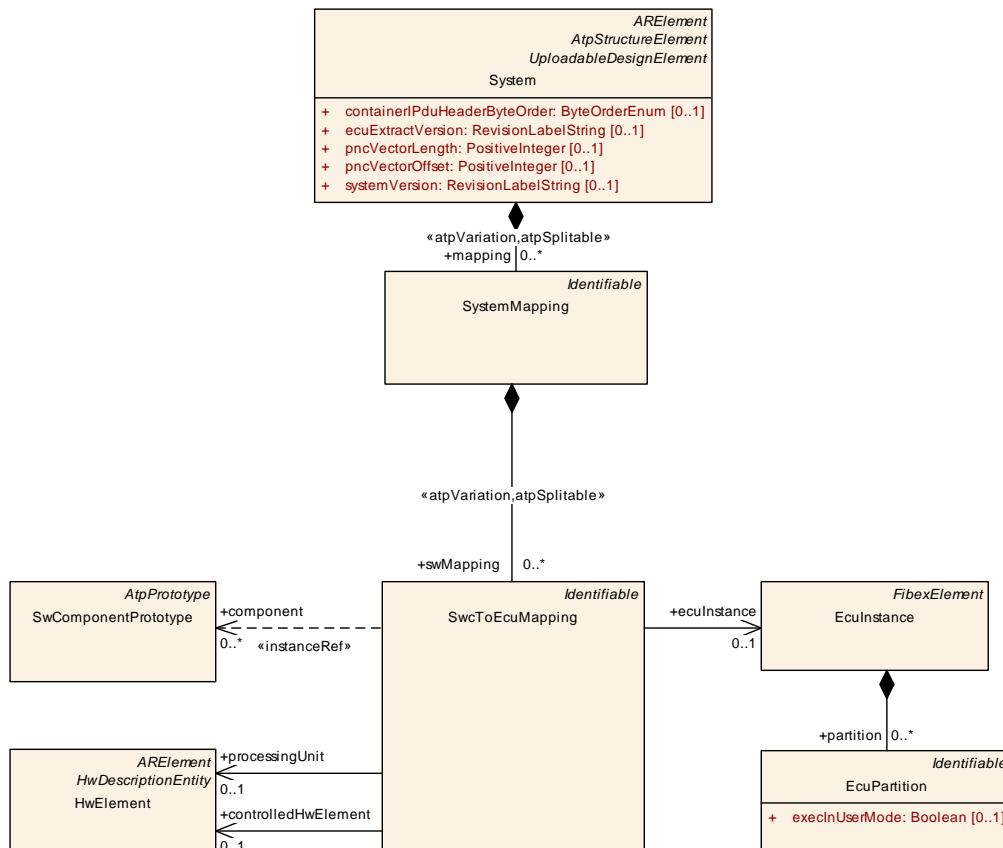 ARElement
AtpStructureElement
UploadableDesignElement
System
+ containerIPduHeaderByteOrder: ByteOrderEnum [0..1]
+ ecuExtractVersion: RevisionLabelString [0..1]
+ pncVectorLength: PositiveInteger [0..1]
+ pncVectorOffset: PositiveInteger [0..1]
+ systemVersion: RevisionLabelString [0..1]
«atpVariation,atpSplitable»
+mapping 0..*
Identifiable
SystemMapping
«atpVariation,atpSplitable»
+swMapping 0..*
AtpPrototype
SwComponentPrototype
+component
0..* «instanceRef»
Identifiable
SwcToEcuMapping
+ecuInstance
0..1
FibexElement
EcuInstance
+partition 0..*
ARElement
HwDescriptionEntity
HwElement
+processingUnit
0..1
+controlledHwElement
0..1
Identifiable
EcuPartition
+ execInUserMode: Boolean [0..1]